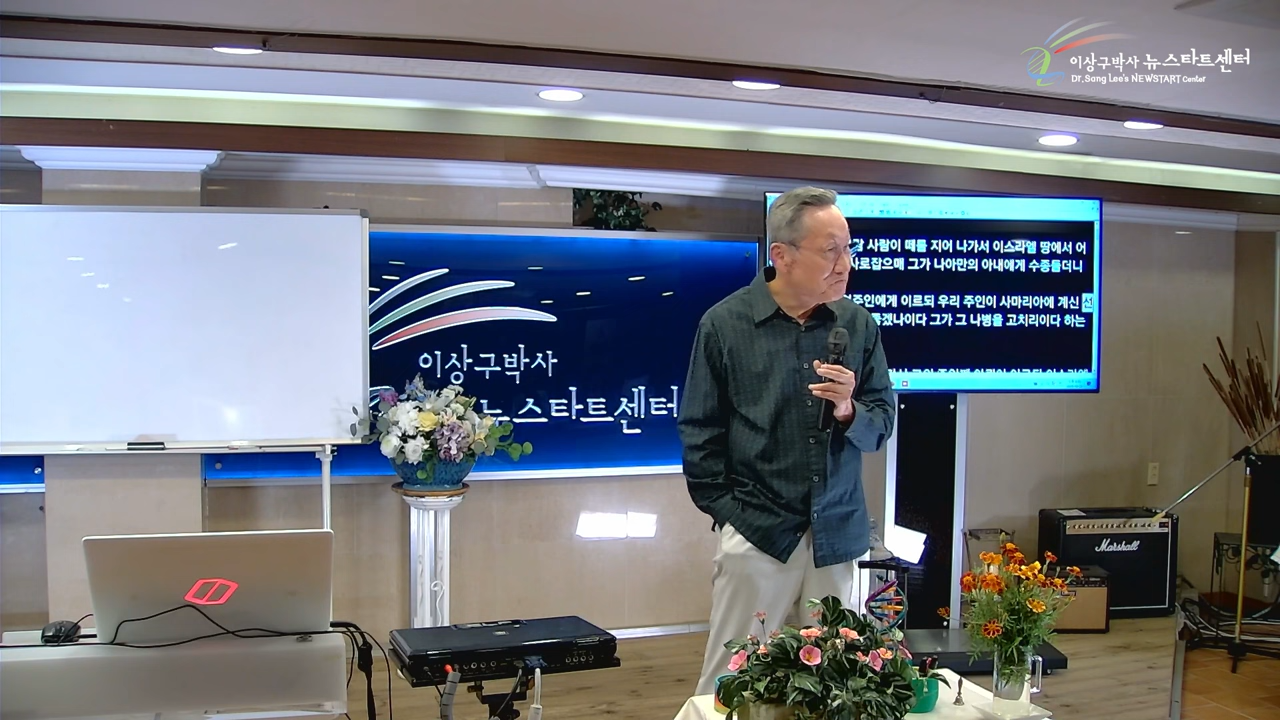 이상구박사 뉴스타트센터
Dr. Sang Lee's NEWSTART Center
사람이 떼를 지어 나가서 이스라엘 땅에서 어
사로잡으매 그가 나아만의 아내에게 수종들더니
여주인에게 이르되 우리 주인이 사마리아에 계신 선
좋겠나이다 그가 그 나병을 고치리이다 하는
이상구박사
뉴스타트센터
Marshall